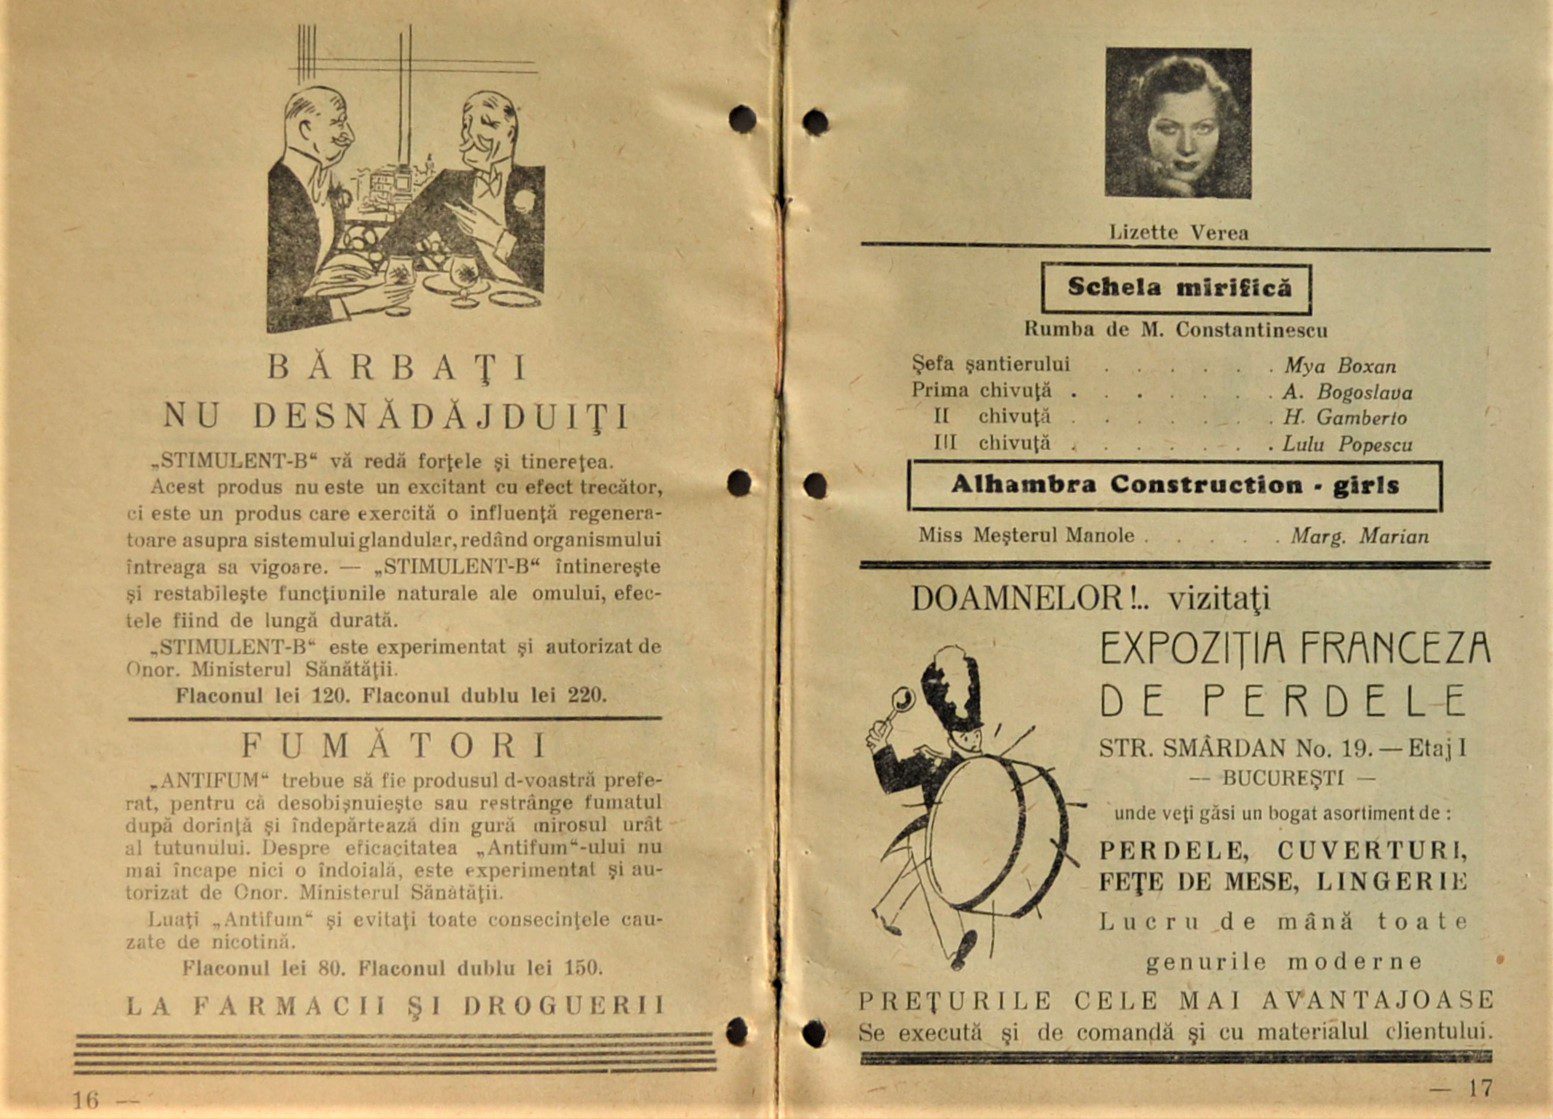 BĂRBAŢI
NU DESNĂDĂJDUIŢI
„STIMULENT-B“ vă redă forţele şi tinereţea.
Acest produs nu este un excitant cu efect trecător,
ci este un produs care exercită o influenţă regenera-
toare asupra sistemului glandular, redând organismului
întreaga sa vigoare. — „STIMULENT-B“ întinereşte
şi restabileşte funcţiunile naturale ale omului, efec-
tele fiind de lungă durată.
„STIMULENT-B“ este experimentat şi autorizat de
Onor. Ministerul Sănătăţii.
Flaconul lei 120. Flaconul dublu lei 220.
FUMĂTORI
„ANTIFUM“ trebue să fie produsul d-voastră prefe-
rat, pentru că desobişnuieşte sau restrânge fumatul
după dorinţă şi îndepărtează din gură mirosul urât
al tutunului. Despre eficacitatea „Antifum“-ului nu
mai încape nici o îndoială, este experimentat şi au-
torizat de Onor. Ministerul Sănătăţii.
Luaţi „Antifum“ şi evitaţi toate consecinţele cau-
zate de nicotină.
Flaconul lei 80. Flaconul dublu lei 150.
LA FARMACII ŞI DROGUERII
16 —
Lizette Verea
Schela mirifică
Rumba de M. Constantinescu
Şefa şantierului . . . . . . Mya Boxan
Prima chivuţă . . . . . . . A. Bogoslava
II chivuţă . . . . . . . H. Gamberto
III chivuţă . . . . . . . Lulu Popescu
Alhambra Construction - girls
Miss Meşterul Manole . . . . . Marg. Marian
DOAMNELOR!.. vizitaţi
EXPOZIŢIA FRANCEZA
DE PERDELE
STR. SMÂRDAN No. 19. — Etaj I
— BUCUREŞTI —
unde veţi găsi un bogat asortiment de :
PERDELE, CUVERTURI,
FEŢE DE MESE, LINGERIE
Lucru de mână toate
genurile moderne
PREŢURILE CELE MAI AVANTAJOASE
Se execută şi de comandă şi cu materialul clientului.
— 17